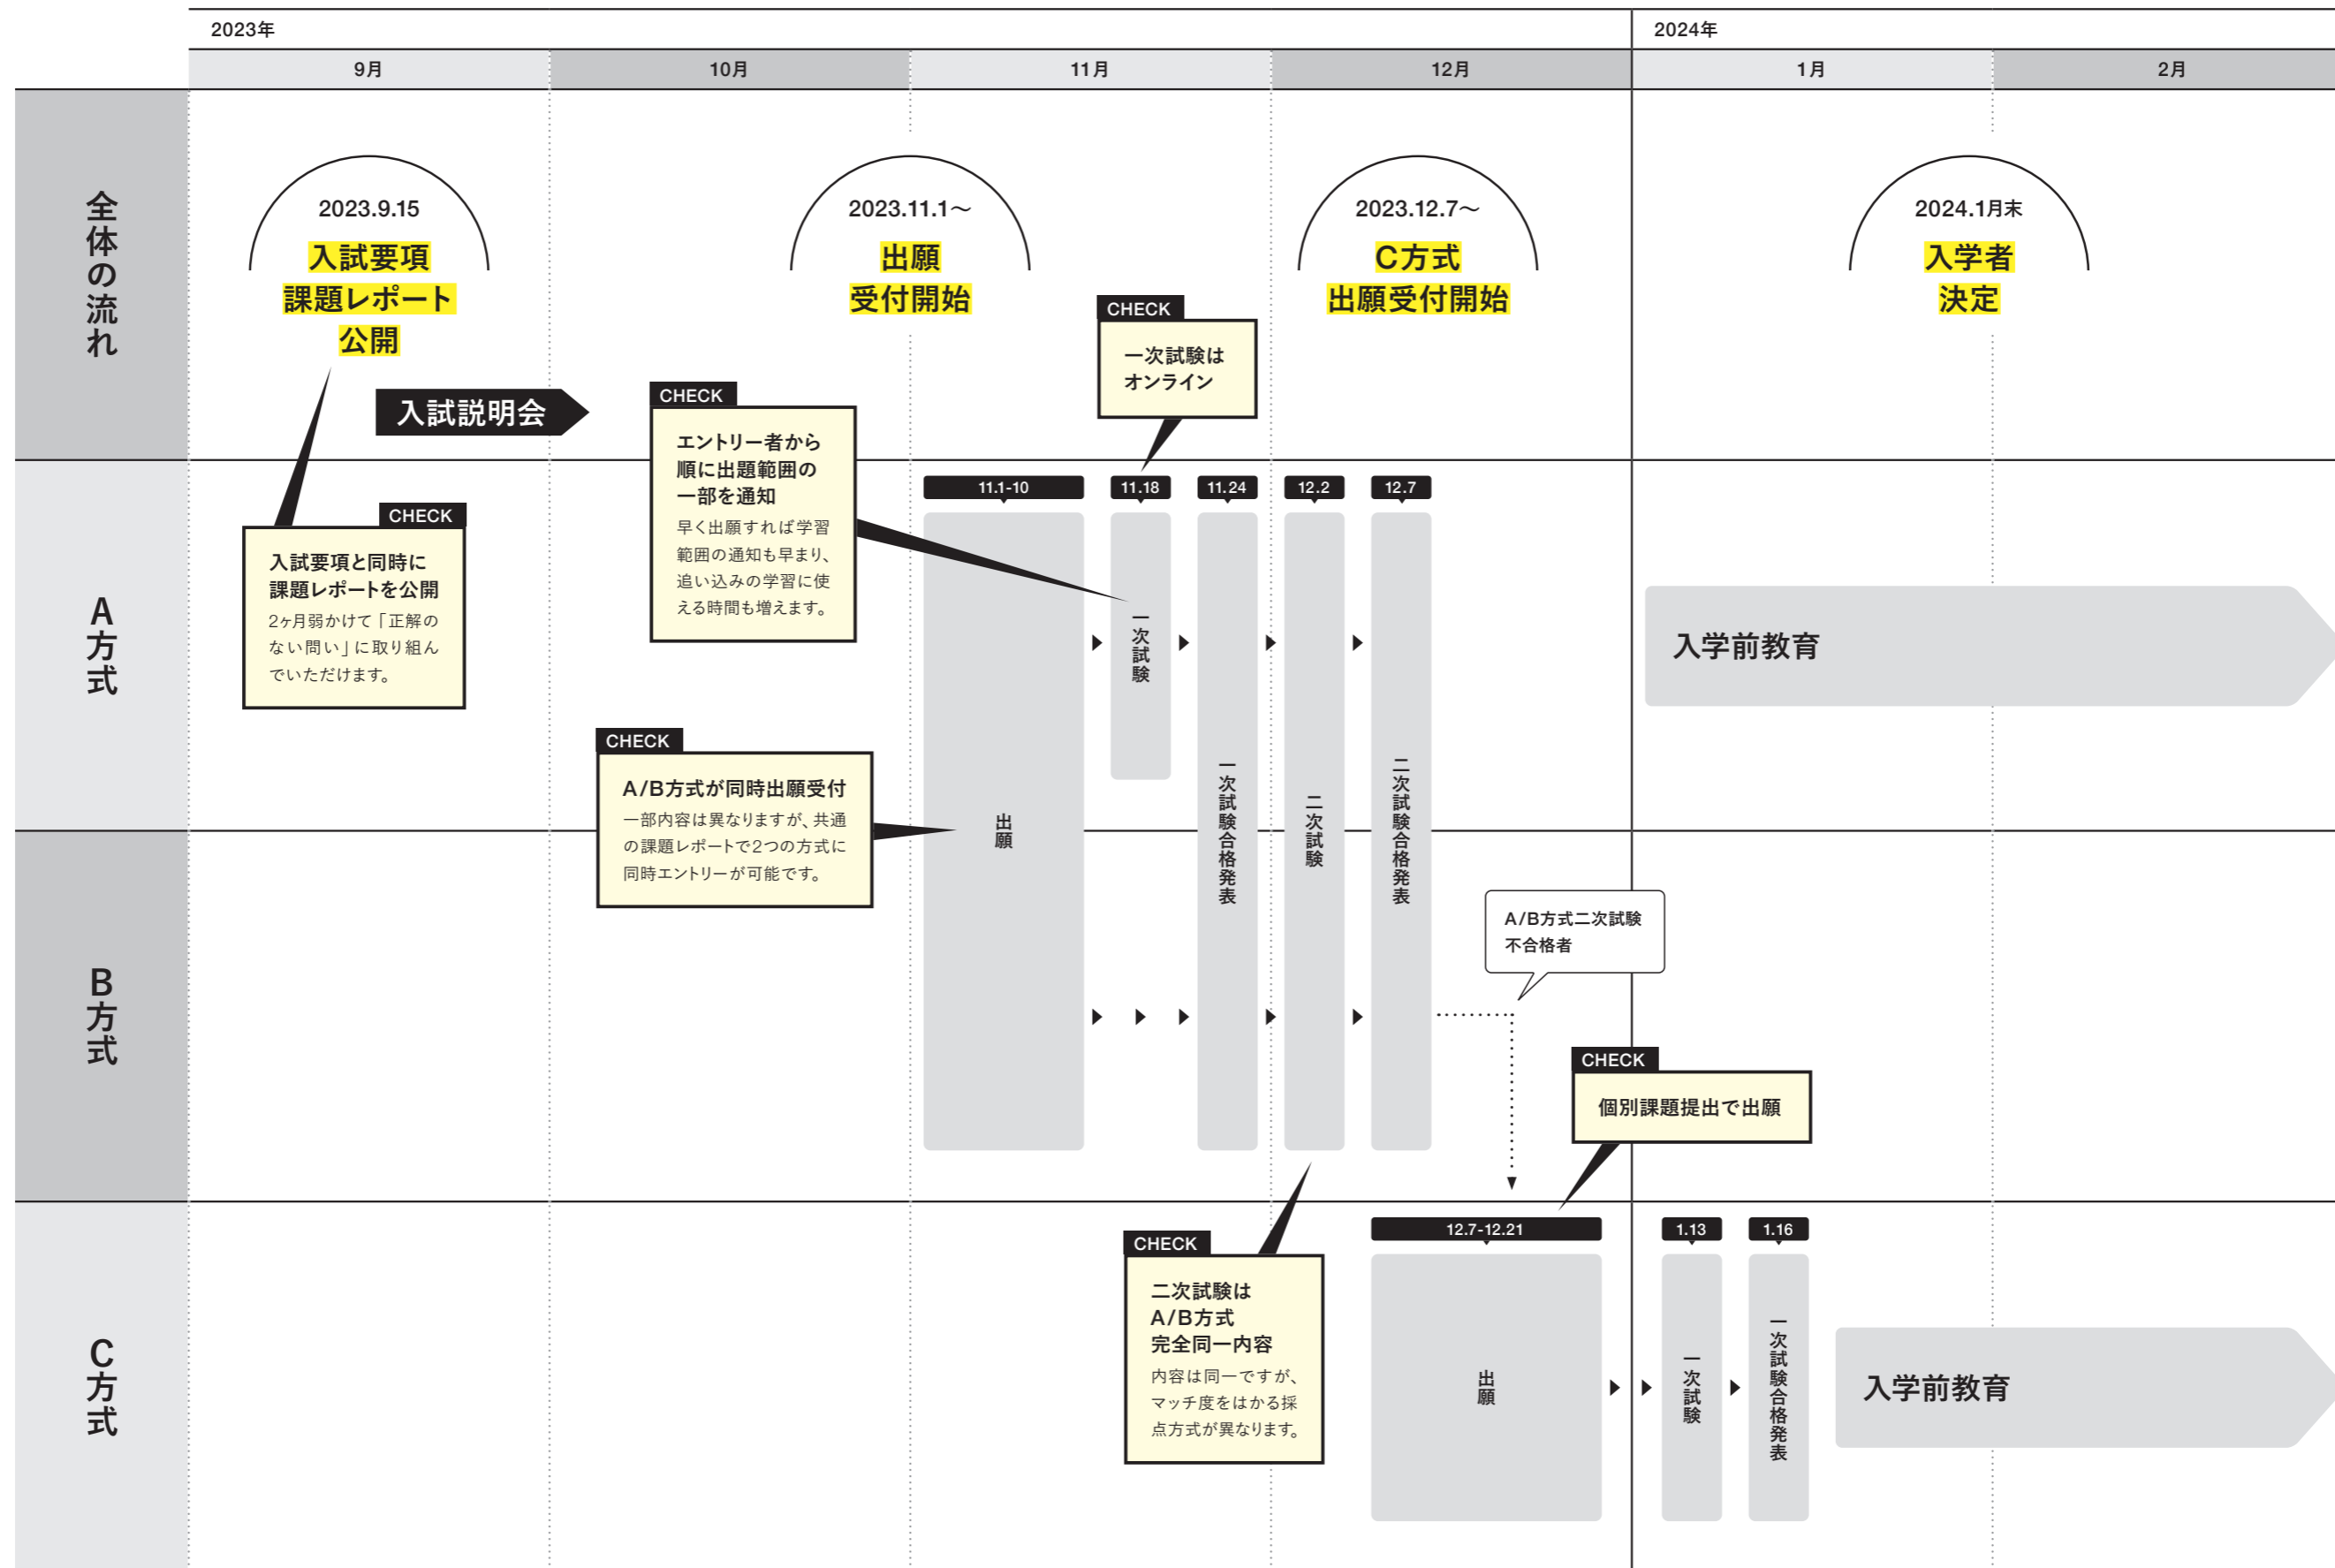 2023年
2024年
9月
10月
11月
12月
1月
2月
全体の流れ
2023.9.15
入試要項
課題レポート
公開
2023.11.1〜
出願
受付開始
2023.12.7〜
C方式
出願受付開始
2024.1月末
入学者
決定
入試説明会
CHECK
一次試験は
オンライン
CHECK
エントリー者から
順に出題範囲の
一部を通知
早く出願すれば学習
範囲の通知も早まり、
追い込みの学習に使
える時間も増えます。
CHECK
入試要項と同時に
課題レポートを公開
2ヶ月弱かけて「正解の
ない問い」に取り組ん
でいただけます。
A方式
11.1-10
11.18
11.24
12.2
12.7
出願
一次試験
一次試験合格発表
二次試験
二次試験合格発表
入学前教育
CHECK
A/B方式が同時出願受付
一部内容は異なりますが、共通
の課題レポートで2つの方式に
同時エントリーが可能です。
B方式
A/B方式二次試験
不合格者
CHECK
個別課題提出で出願
CHECK
二次試験は
A/B方式
完全同一内容
内容は同一ですが、
マッチ度をはかる採
点方式が異なります。
C方式
12.7-12.21
1.13
1.16
出願
一次試験
一次試験合格発表
入学前教育